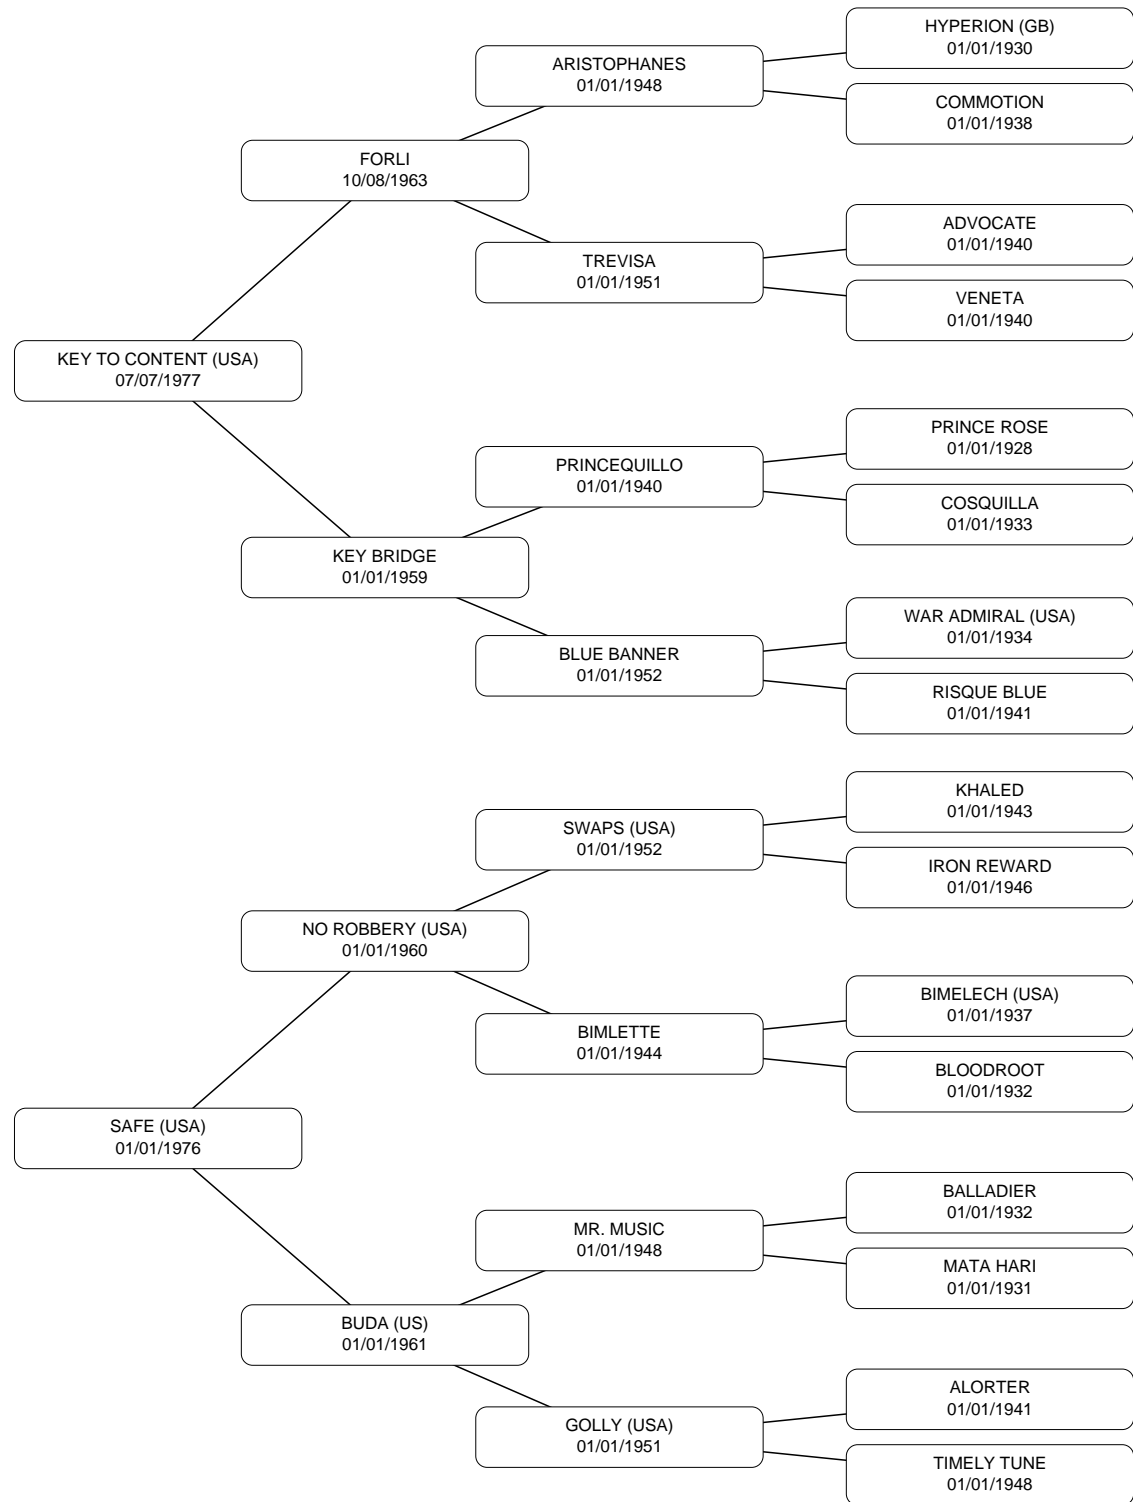 HYPERION (GB)
01/01/1930
ARISTOPHANES
01/01/1948
COMMOTION
01/01/1938
FORLI
10/08/1963
ADVOCATE
01/01/1940
TREVISA
01/01/1951
VENETA
01/01/1940
KEY TO CONTENT (USA)
07/07/1977
PRINCE ROSE
01/01/1928
PRINCEQUILLO
01/01/1940
COSQUILLA
01/01/1933
KEY BRIDGE
01/01/1959
WAR ADMIRAL (USA)
01/01/1934
BLUE BANNER
01/01/1952
RISQUE BLUE
01/01/1941
KHALED
01/01/1943
SWAPS (USA)
01/01/1952
IRON REWARD
01/01/1946
NO ROBBERY (USA)
01/01/1960
BIMELECH (USA)
01/01/1937
BIMLETTE
01/01/1944
BLOODROOT
01/01/1932
SAFE (USA)
01/01/1976
BALLADIER
01/01/1932
MR. MUSIC
01/01/1948
MATA HARI
01/01/1931
BUDA (US)
01/01/1961
ALORTER
01/01/1941
GOLLY (USA)
01/01/1951
TIMELY TUNE
01/01/1948